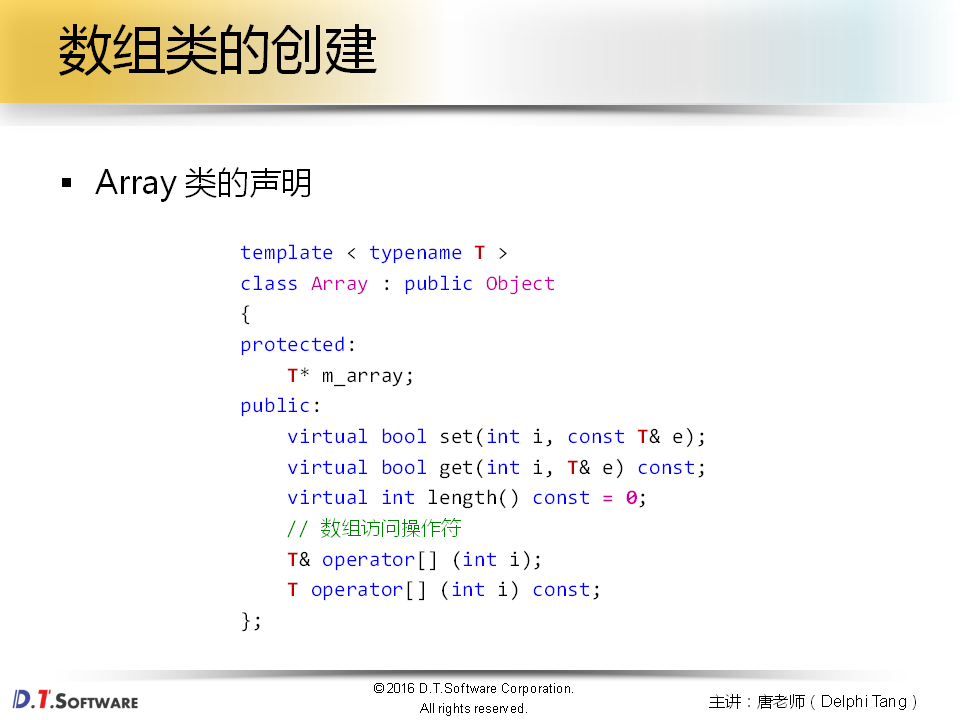 数组类的创建
▪ Array 类的声明
template < typename T >
class Array : public Object
{
protected:
    T* m_array;
public:
    virtual bool set(int i, const T& e);
    virtual bool get(int i, T& e) const;
    virtual int length() const = 0;
    // 数组访问操作符
    T& operator[] (int i);
    T operator[] (int i) const;
};
D.T.SOFTWARE
©2016 D.T.Software Corporation.
All rights reserved.
主讲：唐老师（Delphi Tang）